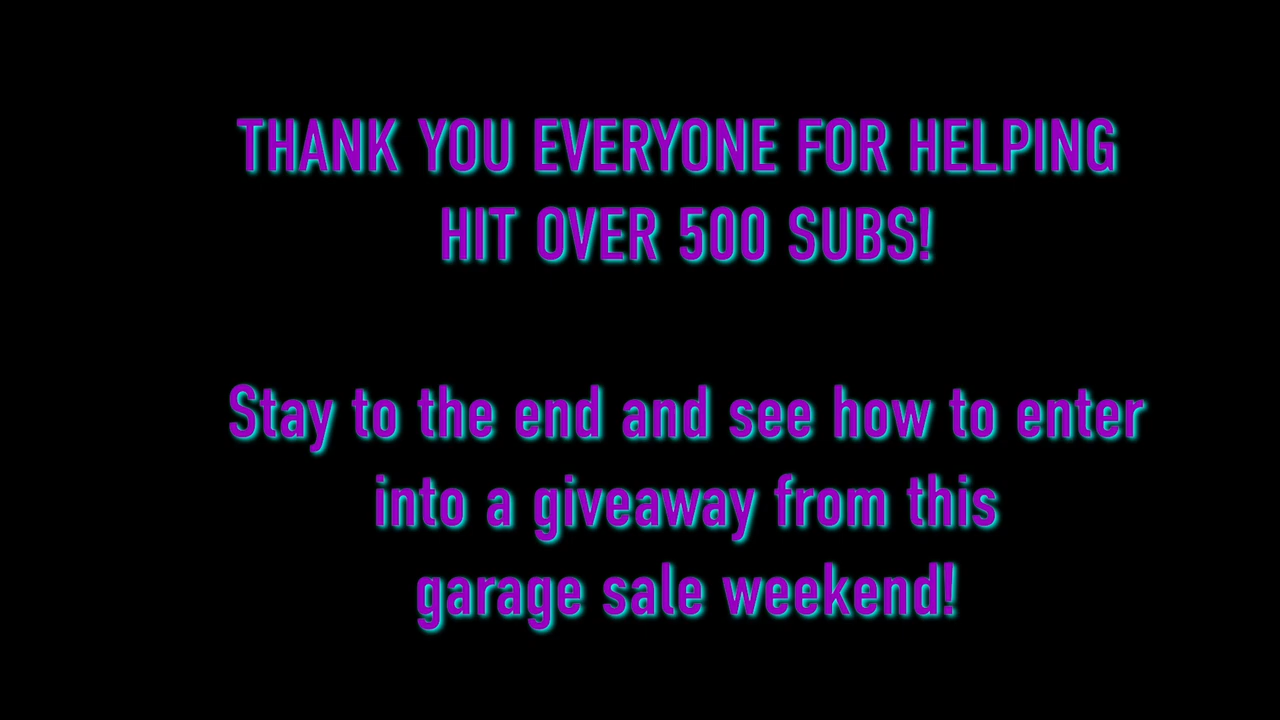 THANK YOU EVERYONE FOR HELPING
HIT OVER 500 SUBS!
Stay to the end and see how to enter
into a giveaway from this
garage sale weekend!